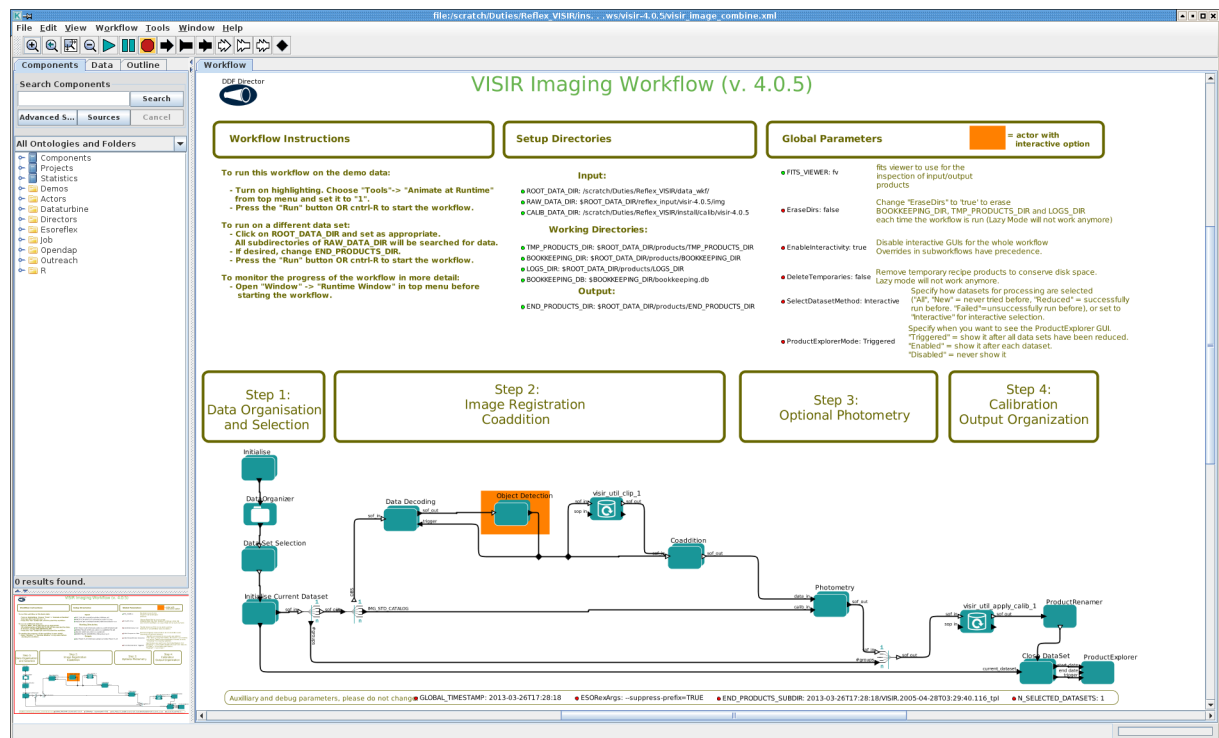 file:/scratch/Duties/Reflex_VISIR/ins. . .ws/visir-4.0.5/visir_image_combine.xml
File Edit View Workflow Tools Window Help
Components Data Outline
Workflow
Search Components
Search
Advanced S... Sources Cancel
All Ontologies and Folders
Components
Projects
Statistics
Demos
Actors
Dataturbine
Directors
Esoreflex
Job
Opendap
Outreach
R
0 results found.
DDF Director
VISIR Imaging Workflow (v. 4.0.5)
Workflow Instructions
Setup Directories
Global Parameters
= actor with
interactive option
To run this workflow on the demo data:
- Turn on highlighting. Choose "Tools"-> "Animate at Runtime"
from top menu and set it to "1".
- Press the "Run" button OR cntrl-R to start the workflow.
To run on a different data set:
- Click on ROOT_DATA_DIR and set as appropriate.
All subdirectories of RAW_DATA_DIR will be searched for data.
- If desired, change END_PRODUCTS_DIR.
- Press the "Run" button OR cntrl-R to start the workflow.
To monitor the progress of the workflow in more detail:
- Open "Window" -> "Runtime Window" in top menu before
starting the workflow.
Input:
ROOT_DATA_DIR: /scratch/Duties/Reflex_VISIR/data_wkf/
RAW_DATA_DIR: $ROOT_DATA_DIR/reflex_input/visir-4.0.5/img
CALIB_DATA_DIR: /scratch/Duties/Reflex_VISIR/install/calib/visir-4.0.5
Working Directories:
TMP_PRODUCTS_DIR: $ROOT_DATA_DIR/products/TMP_PRODUCTS_DIR
BOOKKEEPING_DIR: $ROOT_DATA_DIR/products/BOOKKEEPING_DIR
LOGS_DIR: $ROOT_DATA_DIR/products/LOGS_DIR
BOOKKEEPING_DB: $BOOKKEEPING_DIR/bookkeeping.db
Output:
END_PRODUCTS_DIR: $ROOT_DATA_DIR/products/END_PRODUCTS_DIR
FITS_VIEWER: fv
fits viewer to use for the
inspection of input/output
products
EraseDirs: false
Change "EraseDirs" to 'true' to erase
BOOKKEEPING_DIR, TMP_PRODUCTS and LOGS_DIR
each time the workflow is run (Lazy Mode will not work anymore)
EnableInteractivity: true
Disable interactive GUIs for the whole workflow
Overrides in subworkflows have precedence.
DeleteTemporaries: false
Remove temporary recipe products to conserve disk space.
Lazy mode will not work anymore.
SelectDatasetMethod: Interactive
Specify how datasets for processing are selected
("All", "New" = never tried before, "Reduced" = successfully
run before. "Failed"=unsuccessfully run before), or set to
"Interactive" for interactive selection.
ProductExplorerMode: Triggered
Specify when you want to see the ProductExplorer GUI.
"Triggered" = show it after all data sets have been reduced.
"Enabled" = show it after each dataset.
"Disabled" = never show it
Step 1:
Data Organisation
and Selection
Step 2:
Image Registration
Coaddition
Step 3:
Optional Photometry
Step 4:
Calibration
Output Organization
Initialise
Data Organizer
Data Set Selection
Initialise Current Dataset
Data Decoding
sof_in
sof_out
trigger
Object Detection
visir_util_clip_1
sof_in
sop in
sof_out
Coaddition
sof_in
sof_out
IMG_STD_CATALOG
Photometry
data_in
calib_in
sof_out
visir_util_apply_calib_1
sof_in
sop in
sof_out
ProductRenamer
Close DataSet
current_dataset
ProductExplorer
Auxilliary and debug parameters, please do not change
GLOBAL_TIMESTAMP: 2013-03-26T17:28:18
ESORexArgs: --suppress-prefix=TRUE
END_PRODUCTS_SUBDIR: 2013-03-26T17:28:18/VISIR.2005-04-28T03:29:40.116_tpl
N_SELECTED_DATASETS: 1